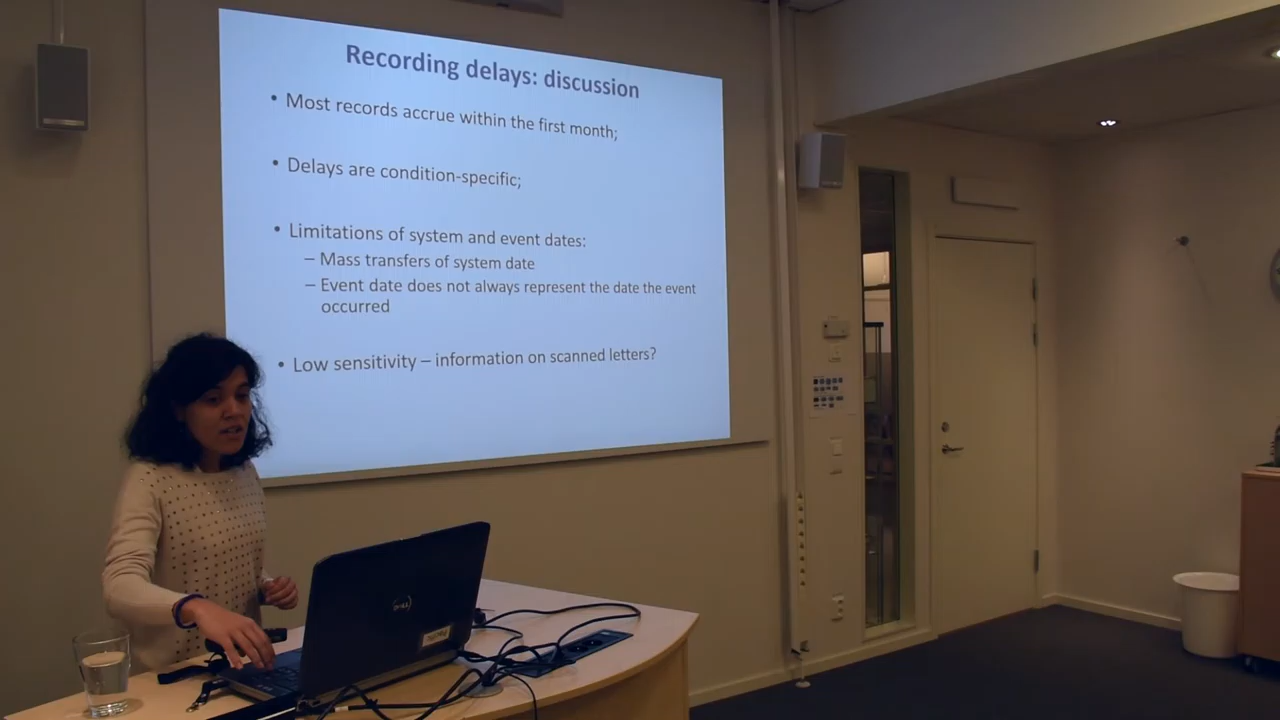 Recording delays: discussion
• Most records accrue within the first month;
• Delays are condition-specific;
• Limitations of system and event dates:
– Mass transfers of system date
– Event date does not always represent the date the event
occurred
• Low sensitivity – information on scanned letters?
DELL